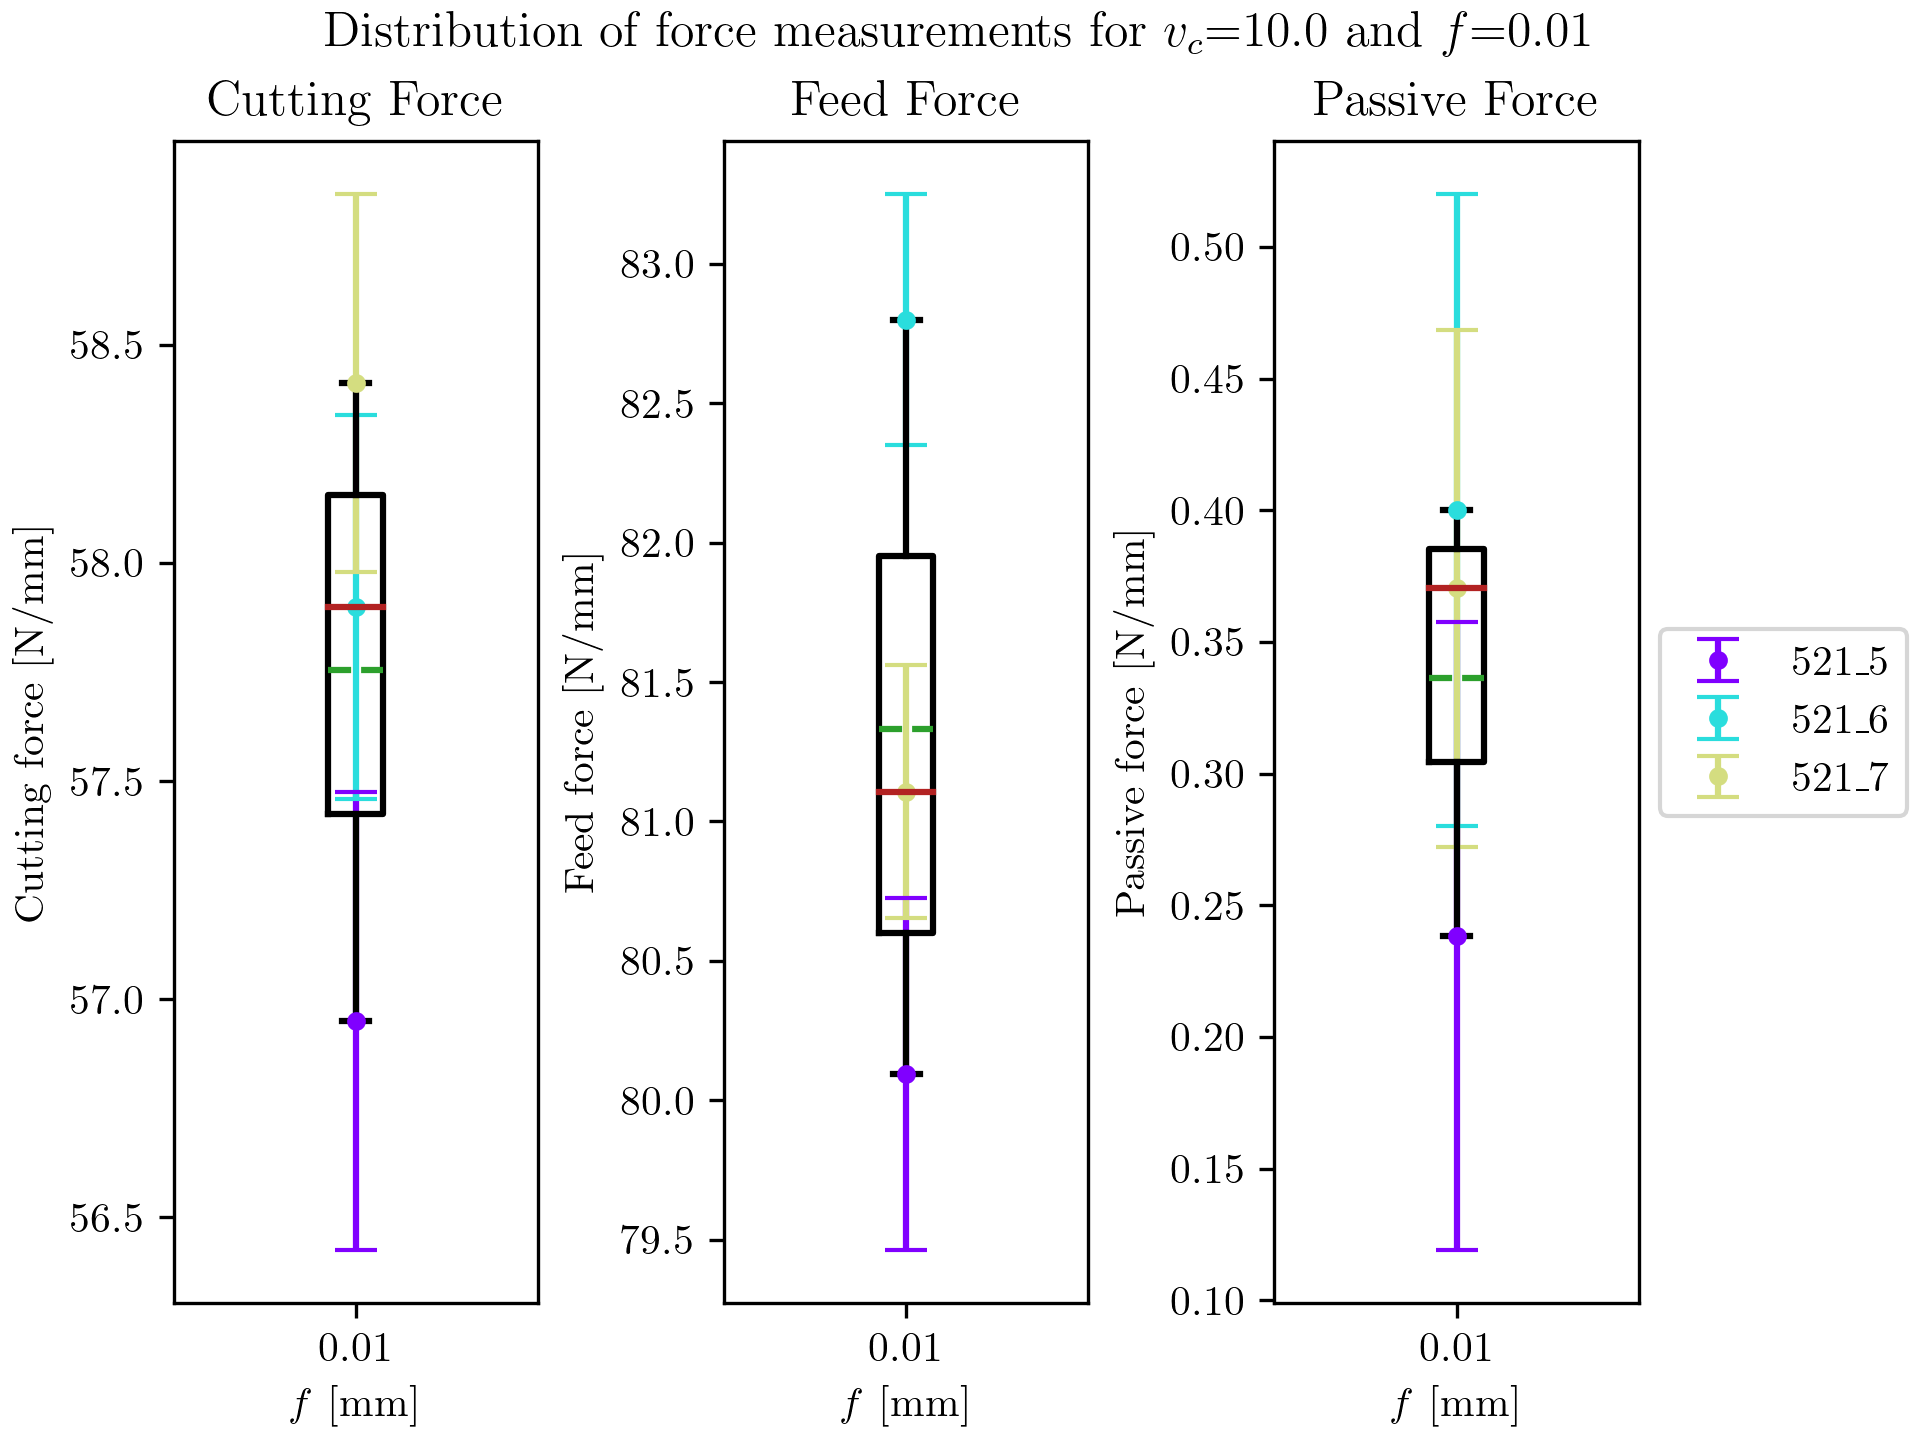 Distribution of force measurements for v_c=10.0 and f=0.01
Cutting Force
Cutting force [N/mm]
58.5
58.0
57.5
57.0
56.5
0.01
f [mm]
Feed Force
Feed force [N/mm]
83.0
82.5
82.0
81.5
81.0
80.5
80.0
79.5
0.01
f [mm]
Passive Force
Passive force [N/mm]
0.50
0.45
0.40
0.35
0.30
0.25
0.20
0.15
0.10
0.01
f [mm]
521_5
521_6
521_7